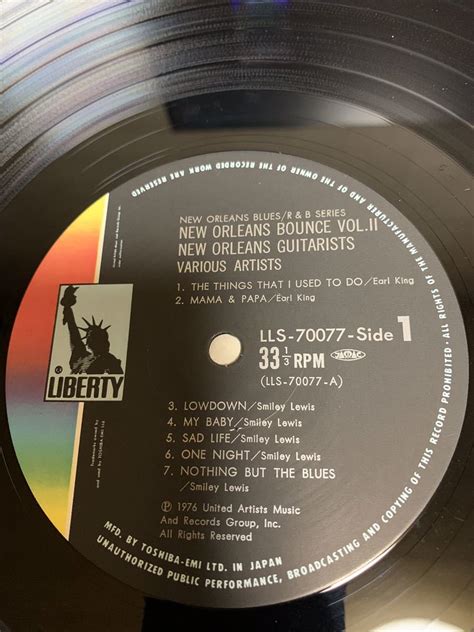 NEW ORLEANS BLUES/R & B SERIES
NEW ORLEANS BOUNCE VOL.II
NEW ORLEANS GUITARISTS
VARIOUS ARTISTS
1. THE THINGS THAT I USED TO DO/Earl King
2. MAMA & PAPA/Earl King
LLS-70077-Side 1
33 1/3 RPM
JASRAC
(LLS-70077-A)
LIBERTY
3. LOWDOWN/Smiley Lewis
4. MY BABY/Smiley Lewis
5. SAD LIFE/Smiley Lewis
6. ONE NIGHT/Smiley Lewis
7. NOTHING BUT THE BLUES
/Smiley Lewis
Ⓟ1976 United Artists Music
And Records Group, Inc.
All Rights Reserved
MFD. BY TOSHIBA-EMI LTD. IN JAPAN
ALL RIGHTS OF THE MANUFACTURER AND OF THE OWNER OF THE RECORDED WORK ARE RESERVED
UNAUTHORIZED PUBLIC PERFORMANCE, BROADCASTING AND COPYING OF THIS RECORD PROHIBITED